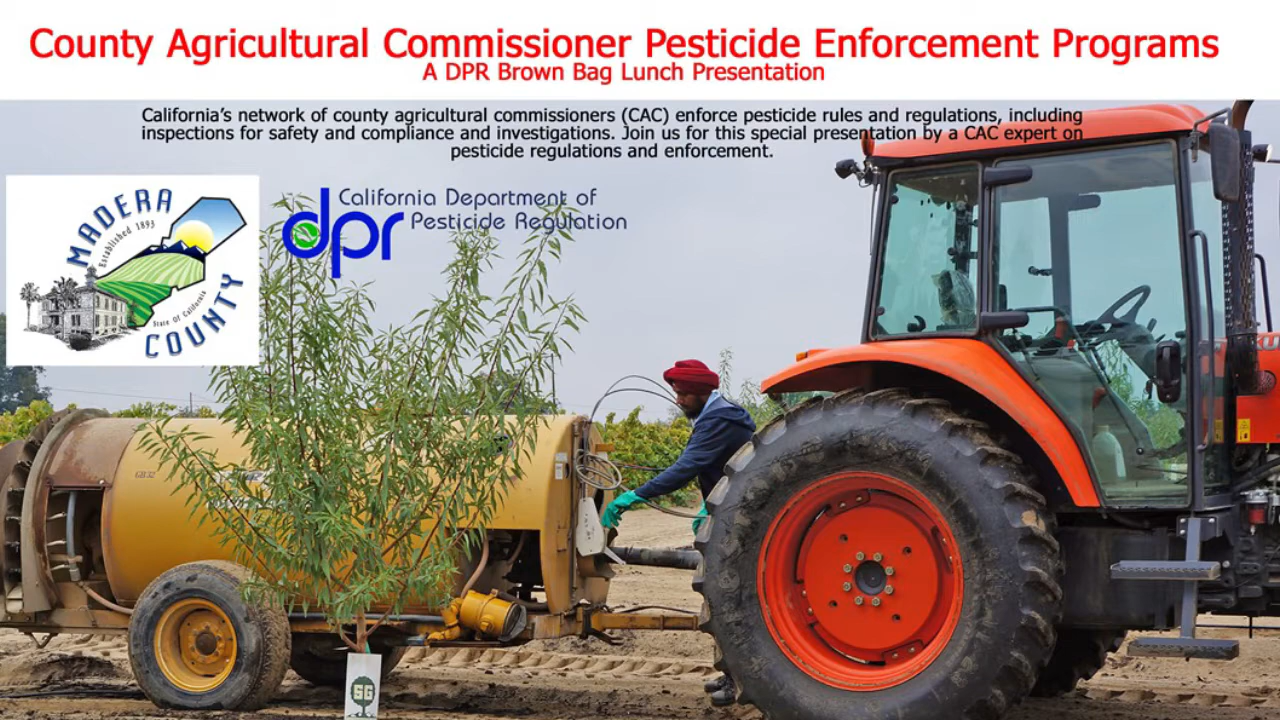 County Agricultural Commissioner Pesticide Enforcement Programs
A DPR Brown Bag Lunch Presentation
California's network of county agricultural commissioners (CAC) enforce pesticide rules and regulations, including
inspections for safety and compliance and investigations. Join us for this special presentation by a CAC expert on
pesticide regulations and enforcement.
MADERA
Established 1893
State Of California
COUNTY
dpr
California Department of
Pesticide Regulation
SG